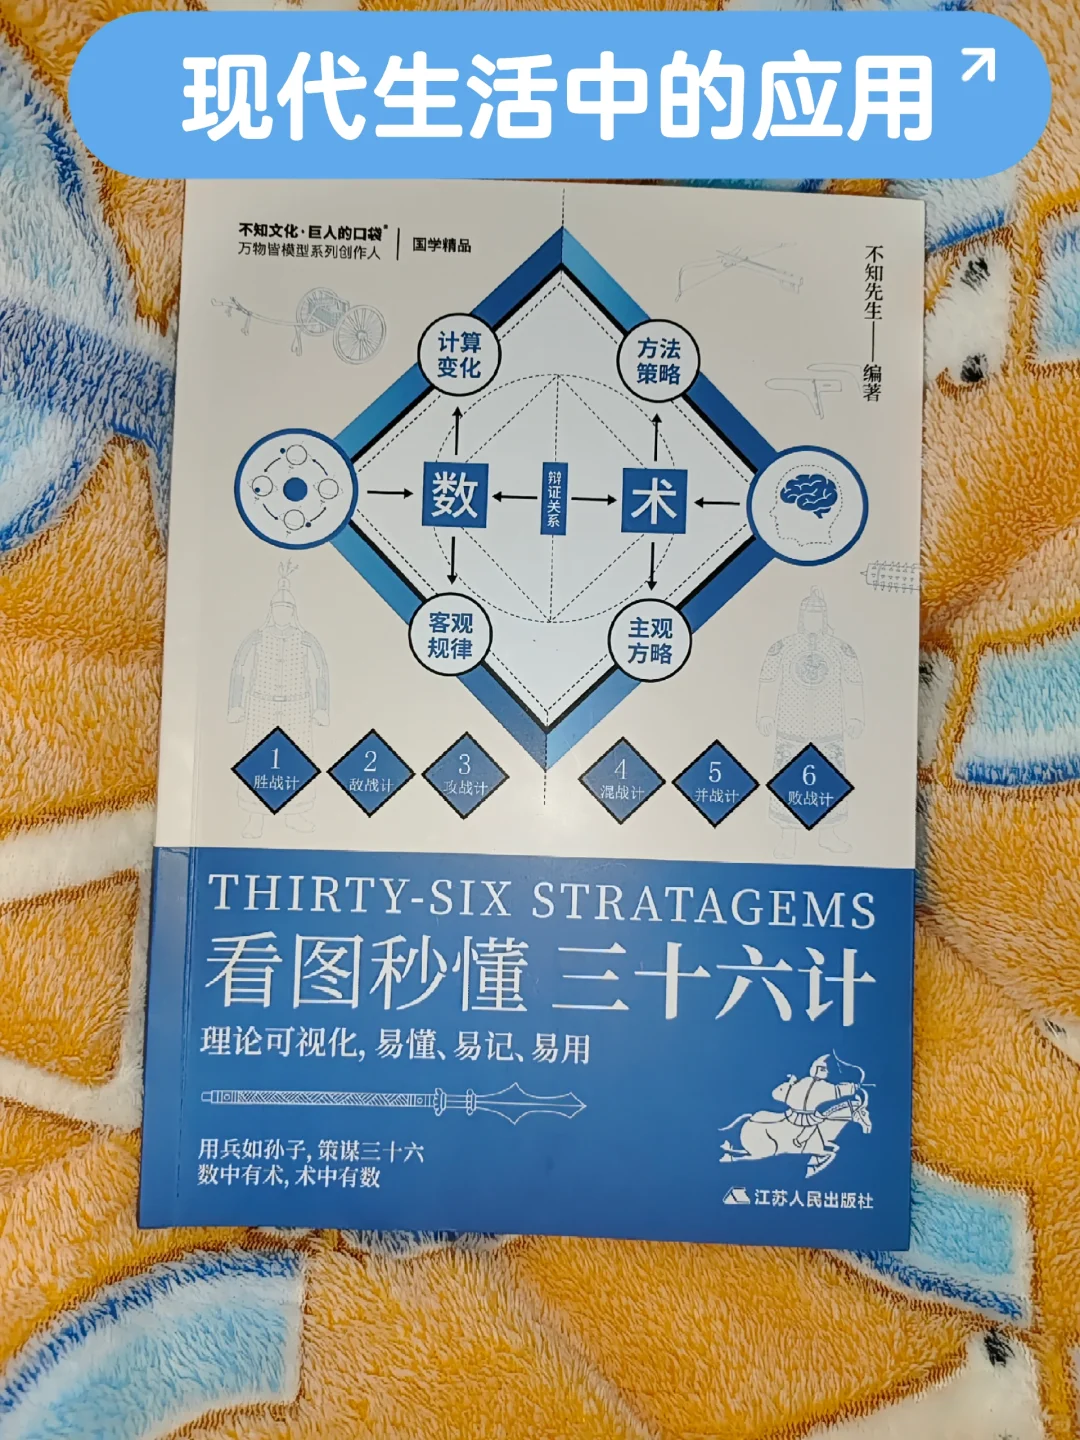 现代生活中的应用
不知文化·巨人的口袋®
万物皆模型系列创作人
国学精品
不知先生——编著
计算
变化
方法
策略
数
辩证关系
术
客观
规律
主观
方略
1
胜战计
2
敌战计
3
攻战计
4
混战计
5
并战计
6
败战计
THIRTY-SIX STRATAGEMS
看图秒懂 三十六计
理论可视化,易懂、易记、易用
用兵如孙子,策谋三十六
数中有术,术中有数
江苏人民出版社